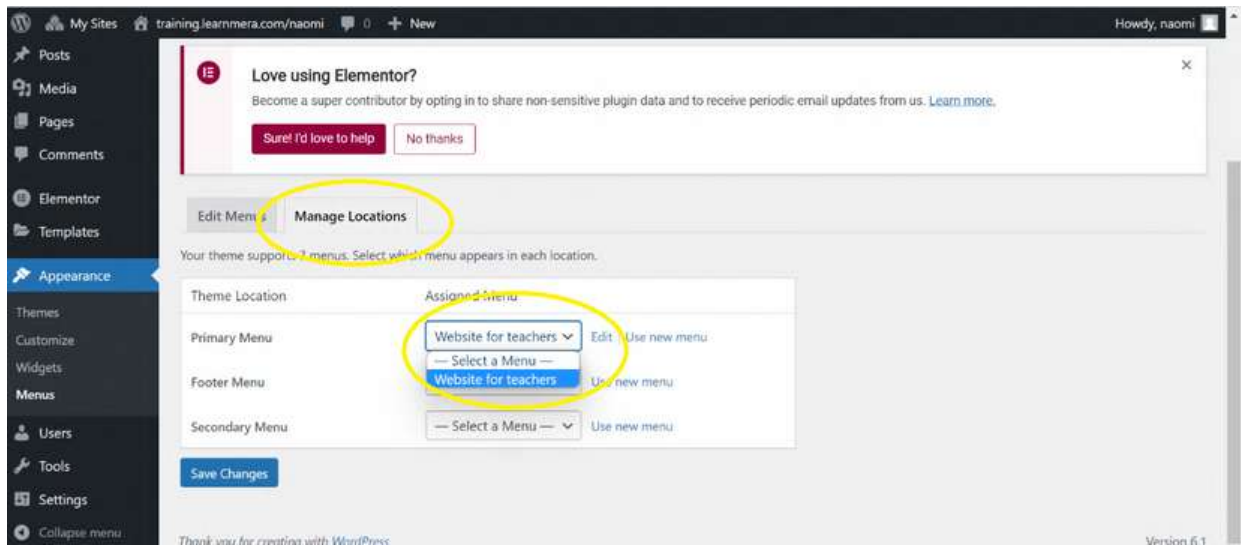 My Sites training.learnmera.com/naomi 0 + New Howdy, naomi
Posts
Media
Pages
Comments
Elementor
Templates
Appearance
Themes
Customize
Widgets
Menus
Users
Tools
Settings
Collapse menu
Love using Elementor?
Become a super contributor by opting in to share non-sensitive plugin data and to receive periodic email updates from us. Learn more.
Sure! I'd love to help No thanks
Edit Menus Manage Locations
Your theme supports menus. Select which menu appears in each location.
Theme Location Assigned Menu
Primary Menu Website for teachers Edit Use new menu
— Select a Menu —
Website for teachers
Footer Menu Use new menu
Secondary Menu — Select a Menu — Use new menu
Save Changes
Thank you for creating with WordPress Version 6.1